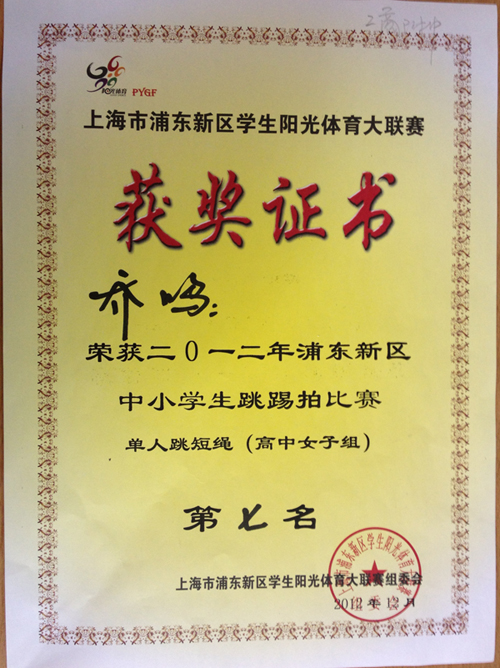 阳光体育 PYGF
上海市浦东新区学生阳光体育大联赛
获奖证书
乔鸣:
荣获二0一二年浦东新区
中小学生跳踢拍比赛
单人跳短绳(高中女子组)
第七名
上海市浦东新区学生阳光体育大联赛组委会
2012年12月